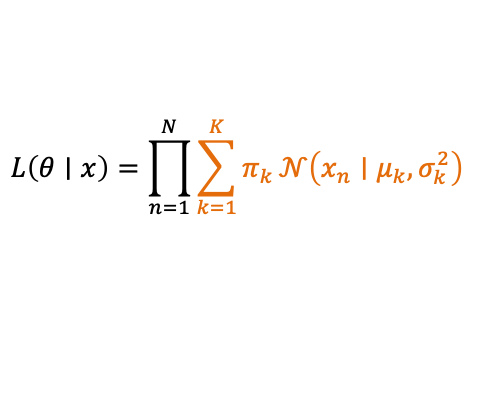 L(θ | x) = ∏_{n=1}^{N} ∑_{k=1}^{K} π_k 𝒩(x_n | μ_k, σ_k^2)